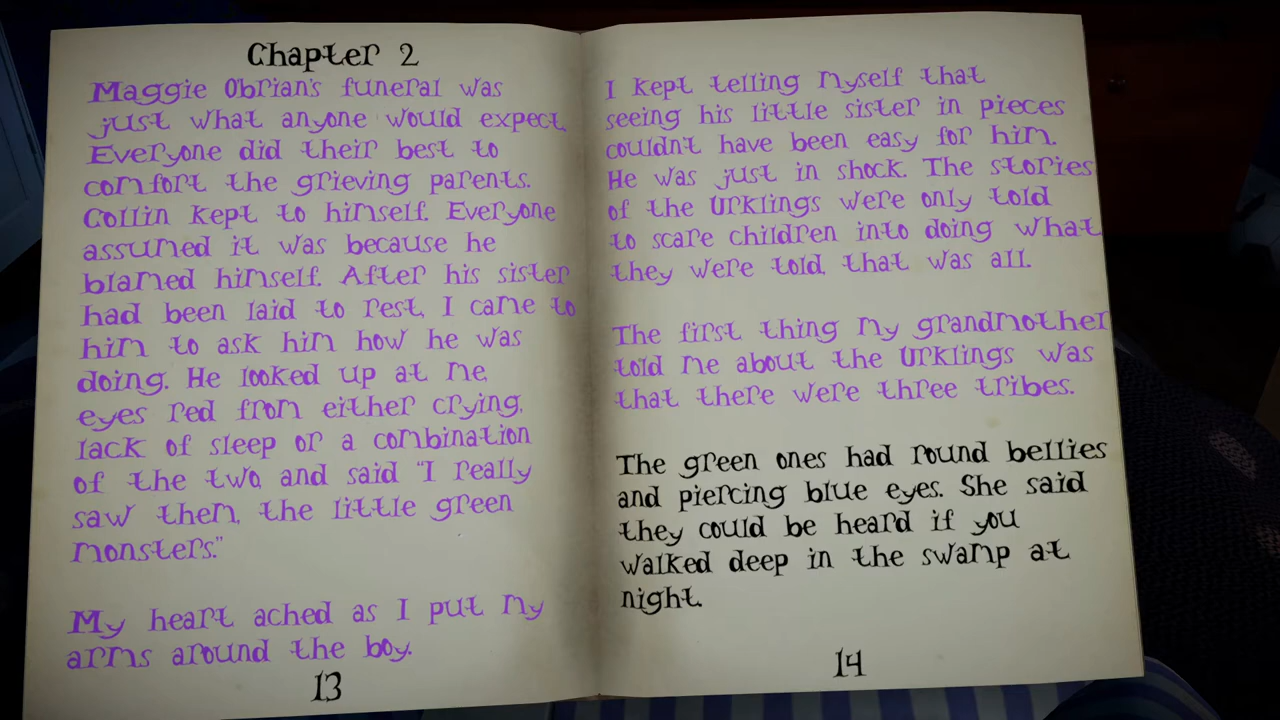 Chapter 2
Maggie Obrian's funeral was
just what anyone would expect.
Everyone did their best to
comfort the grieving parents.
Collin kept to himself. Everyone
assumed it was because he
blamed himself. After his sister
had been laid to rest, I came to
him to ask him how he was
doing. He looked up at me,
eyes red from either crying,
lack of sleep or a combination
of the two, and said "I really
saw them, the little green
monsters."
My heart ached as I put my
arms around the boy.
13
I kept telling myself that
seeing his little sister in pieces
couldn't have been easy for him.
He was just in shock. The stories
of the Urklings were only told
to scare children into doing what
they were told, that was all.
The first thing my grandmother
told me about the Urklings was
that there were three tribes.
The green ones had round bellies
and piercing blue eyes. She said
they could be heard if you
walked deep in the swamp at
night.
14